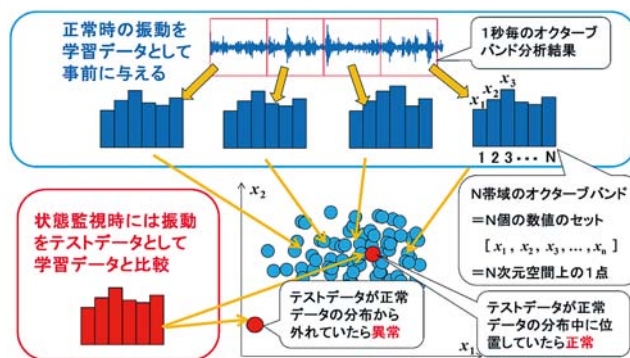 正常時の振動を
学習データとして
事前に与える
1秒毎のオクターブ
バンド分析結果
x₁ x₂ x₃
1 2 3 ・・・ N
N帯域のオクターブバンド
=N個の数値のセット
[ x₁ , x₂ , x₃ , ... , xₙ ]
=N次元空間上の1点
状態監視時には振動
をテストデータとして
学習データと比較
x₂
テストデータが正常
データの分布から
外れていたら異常
テストデータが正常
データの分布中に位
置していたら正常
x₁